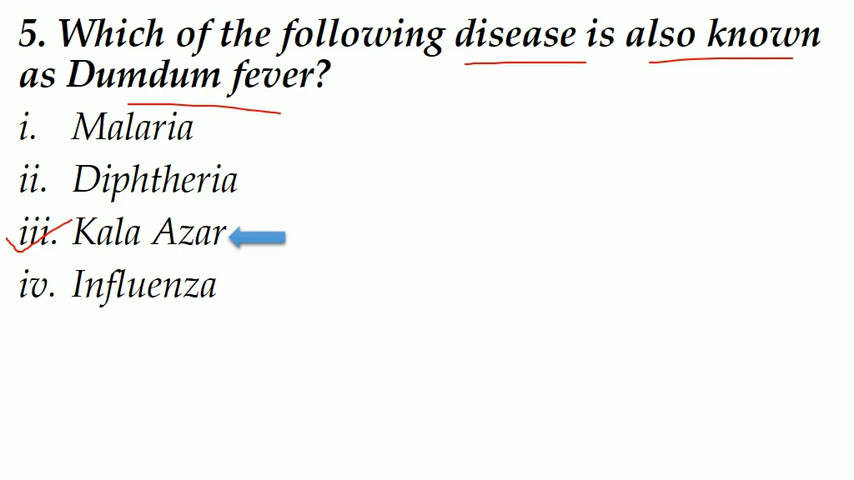 5. Which of the following disease is also known
as Dumdum fever?
i. Malaria
ii. Diphtheria
iii. Kala Azar
iv. Influenza